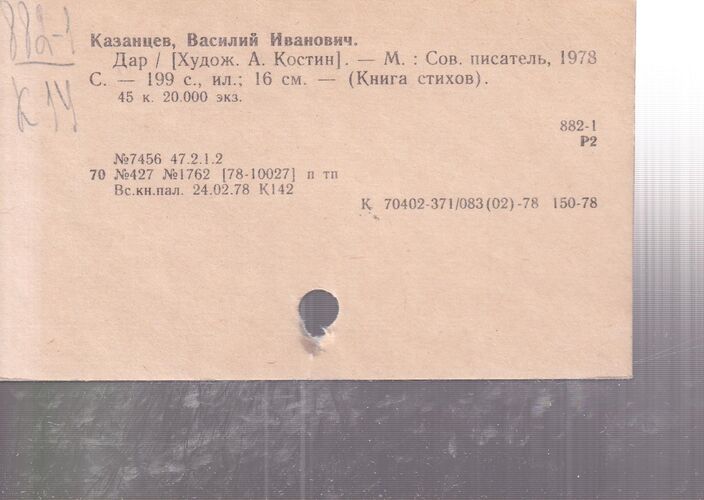 882-1
К 14
Казанцев, Василий Иванович.
Дар / [Худож. А. Костин]. — М. : Сов. писатель, 1978
С. — 199 с., ил.; 16 см. — (Книга стихов).
45 к. 20.000 экз.
882-1
Р2
№7456 47.2.1.2
70 №427 №1762 [78-10027] п тп
Вс.кн.пал. 24.02.78 К142
К 70402-371/083(02)-78 150-78